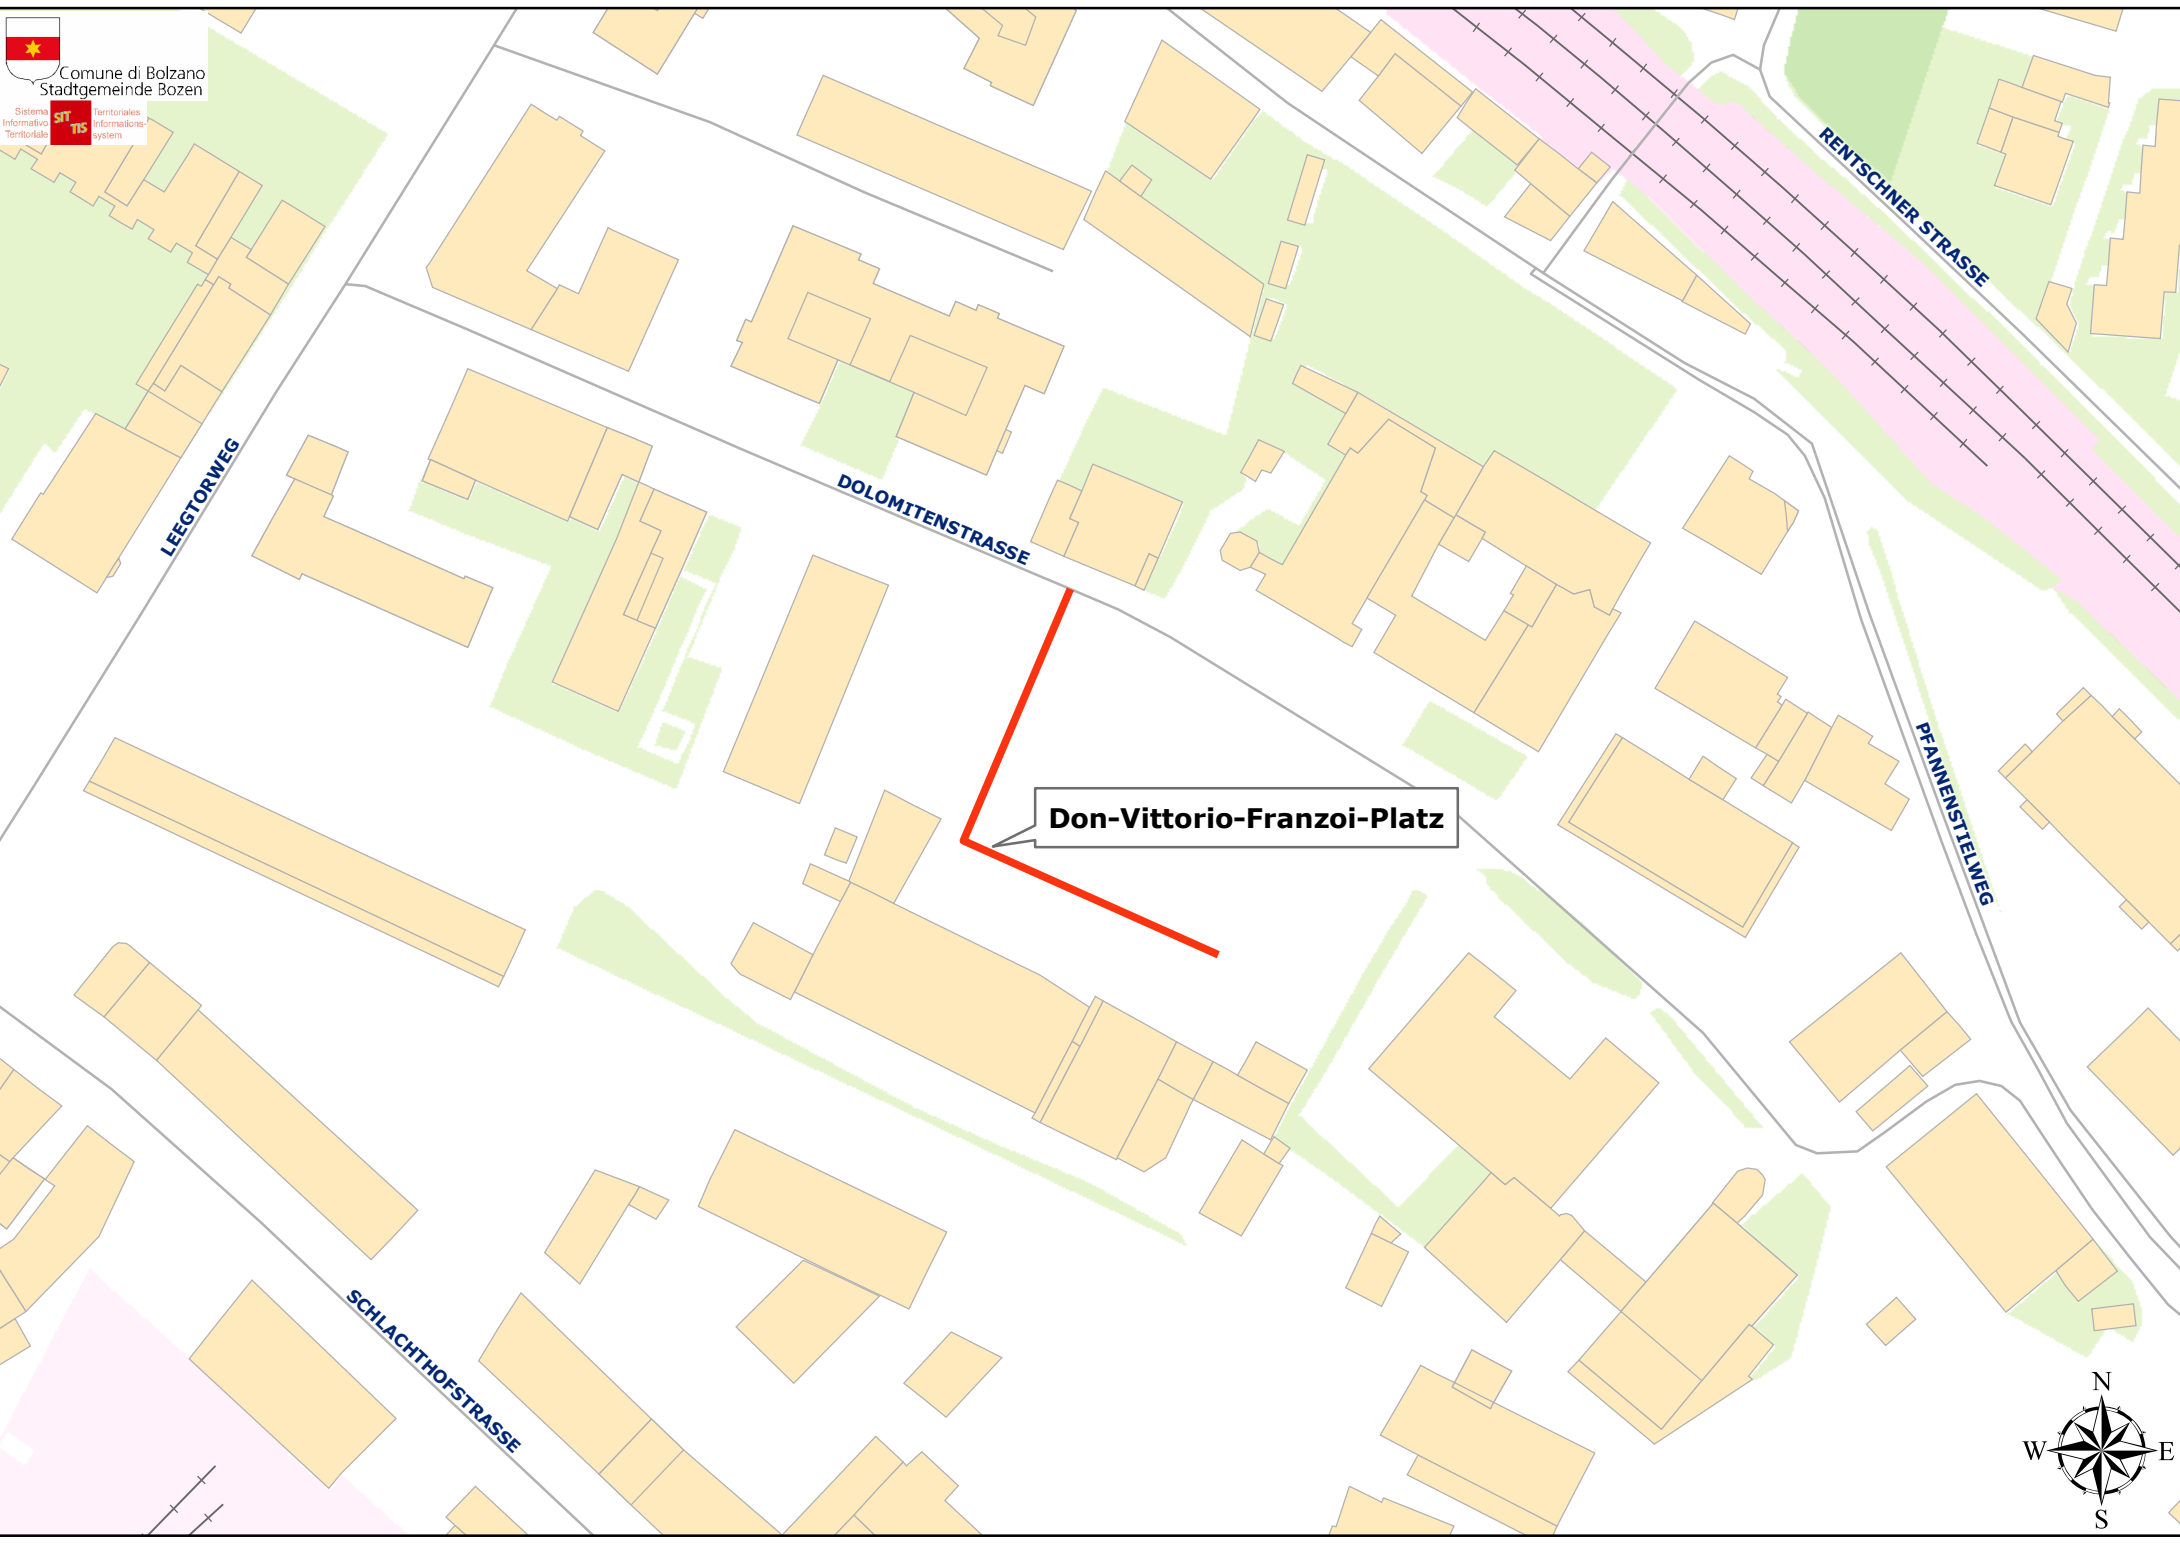 Comune di Bolzano
Stadtgemeinde Bozen
Sistema
Informativo
Territoriale
SIT
TIS
Territoriales
Informations-
system
RENTSCHNER STRASSE
LEEGTORWEG
DOLOMITENSTRASSE
PFANNENSTIELWEG
Don-Vittorio-Franzoi-Platz
SCHLACHTHOFSTRASSE
N
W
E
S